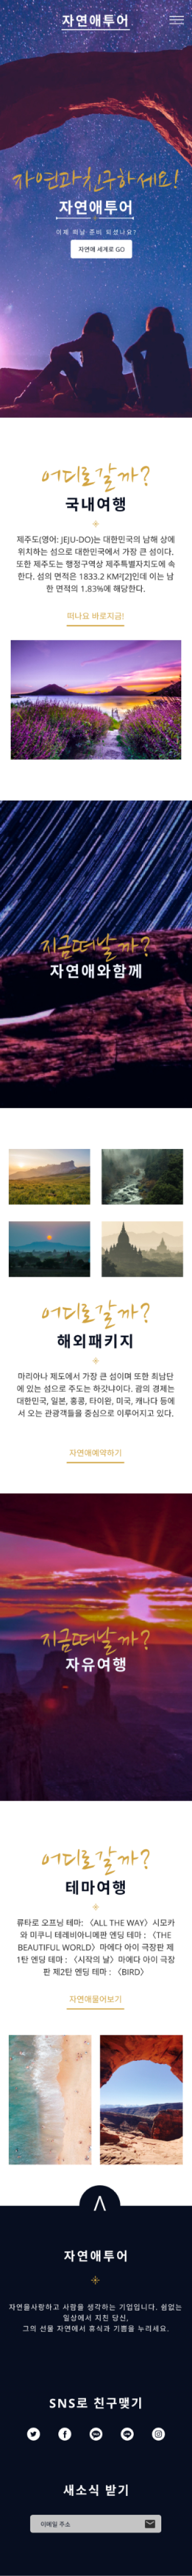 자연애투어
자연과친구하세요!
자연애투어
이제 떠날 준비 되셨나요?
자연애 세계로 GO
어디로갈까?
국내여행
제주도(영어: JEJU-DO)는 대한민국의 남해 상에
위치하는 섬으로 대한민국에서 가장 큰 섬이다.
또한 제주도는 행정구역상 제주특별자치도에 속
한다. 섬의 면적은 1833.2 KM²[2]인데 이는 남
한 면적의 1.83%에 해당한다.
떠나요 바로지금!
지금떠날까?
자연애와함께
어디로갈까?
해외패키지
마리아나 제도에서 가장 큰 섬이며 또한 최남단
에 있는 섬으로 주도는 하갓냐이다. 괌의 경제는
대한민국, 일본, 홍콩, 타이완, 미국, 캐나다 등에
서 오는 관광객들을 중심으로 이루어지고 있다.
자연애예약하기
지금떠날까?
자유여행
어디로갈까?
테마여행
류타로 오프닝 테마: 〈ALL THE WAY〉 시모카
와 미쿠니 테레비아니메판 엔딩 테마 : 〈THE
BEAUTIFUL WORLD〉 마에다 아이 극장판 제
1탄 엔딩 테마 : 〈시작의 날〉 마에다 아이 극장
판 제2탄 엔딩 테마 : 〈BIRD〉
자연애물어보기
자연애투어
자연을사랑하고 사람을 생각하는 기업입니다. 쉼없는
일상에서 지친 당신,
그의 선물 자연에서 휴식과 기쁨을 누리세요.
SNS로 친구맺기
새소식 받기
이메일 주소